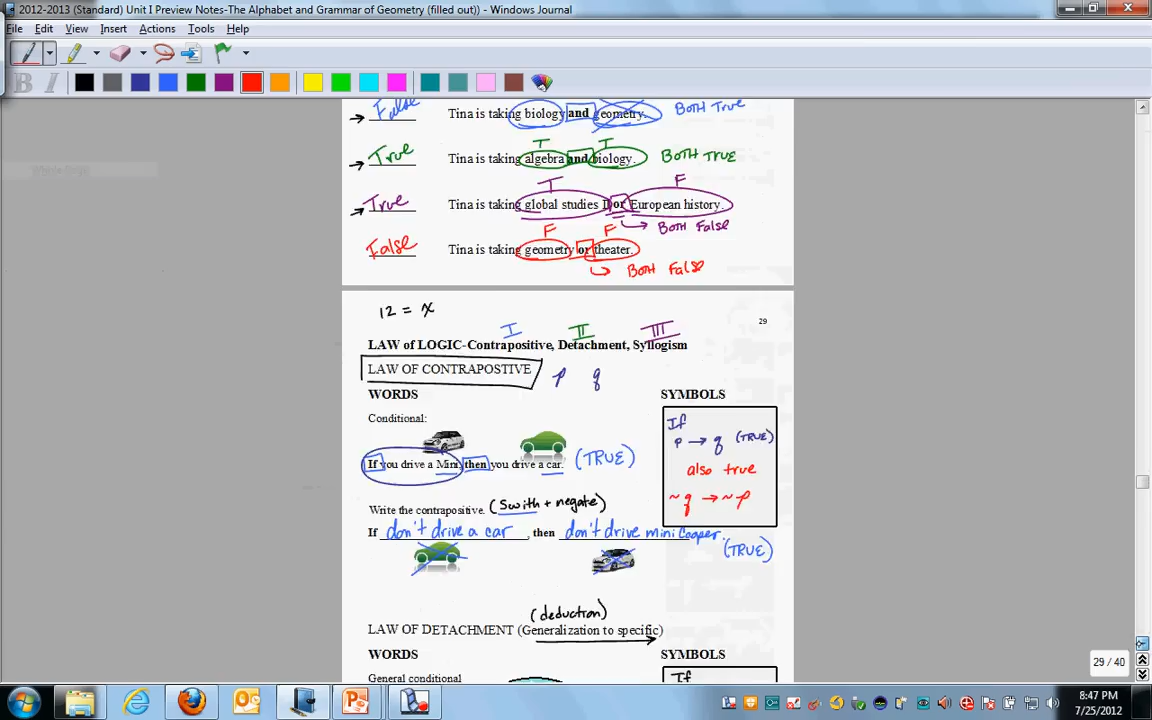 2012-2013 (Standard) Unit I Preview Notes-The Alphabet and Grammar of Geometry (filled out)) - Windows Journal
File Edit View Insert Actions Tools Help
B I
False Tina is taking biology and geometry. BOTH TRUE
T T
True Tina is taking algebra and biology. BOTH TRUE
T F
True Tina is taking global studies I or European history.
BOTH FALSE
F F
False Tina is taking geometry or theater.
BOTH FALSE
12 = x
29
I II III
LAW of LOGIC-Contrapositive, Detachment, Syllogism
LAW OF CONTRAPOSTIVE p q
WORDS SYMBOLS
Conditional:
If
p → q (TRUE)
If you drive a Mini, then you drive a car. (TRUE)
also true
~q → ~p
Write the contrapositive. (Swith + negate)
If don't drive a car, then don't drive mini Cooper.
(TRUE)
(deduction)
LAW OF DETACHMENT (Generalization to specific)
WORDS SYMBOLS
General conditional If
29 / 40
8:47 PM
7/25/2012